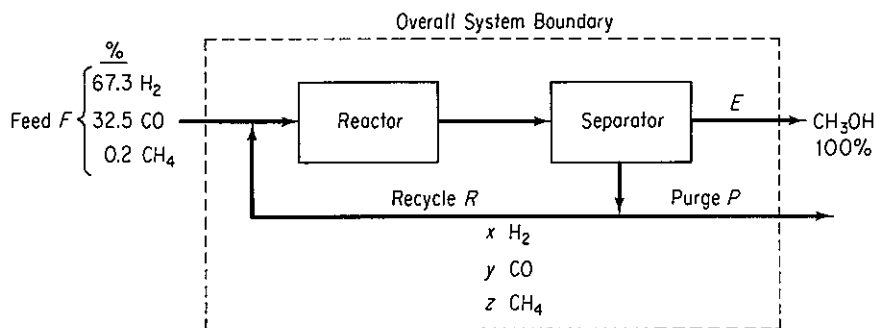 Overall System Boundary
%
67.3 H₂
Feed F
32.5 CO
0.2 CH₄
Reactor
Separator
E
CH₃OH
100%
Recycle R
Purge P
x H₂
y CO
z CH₄